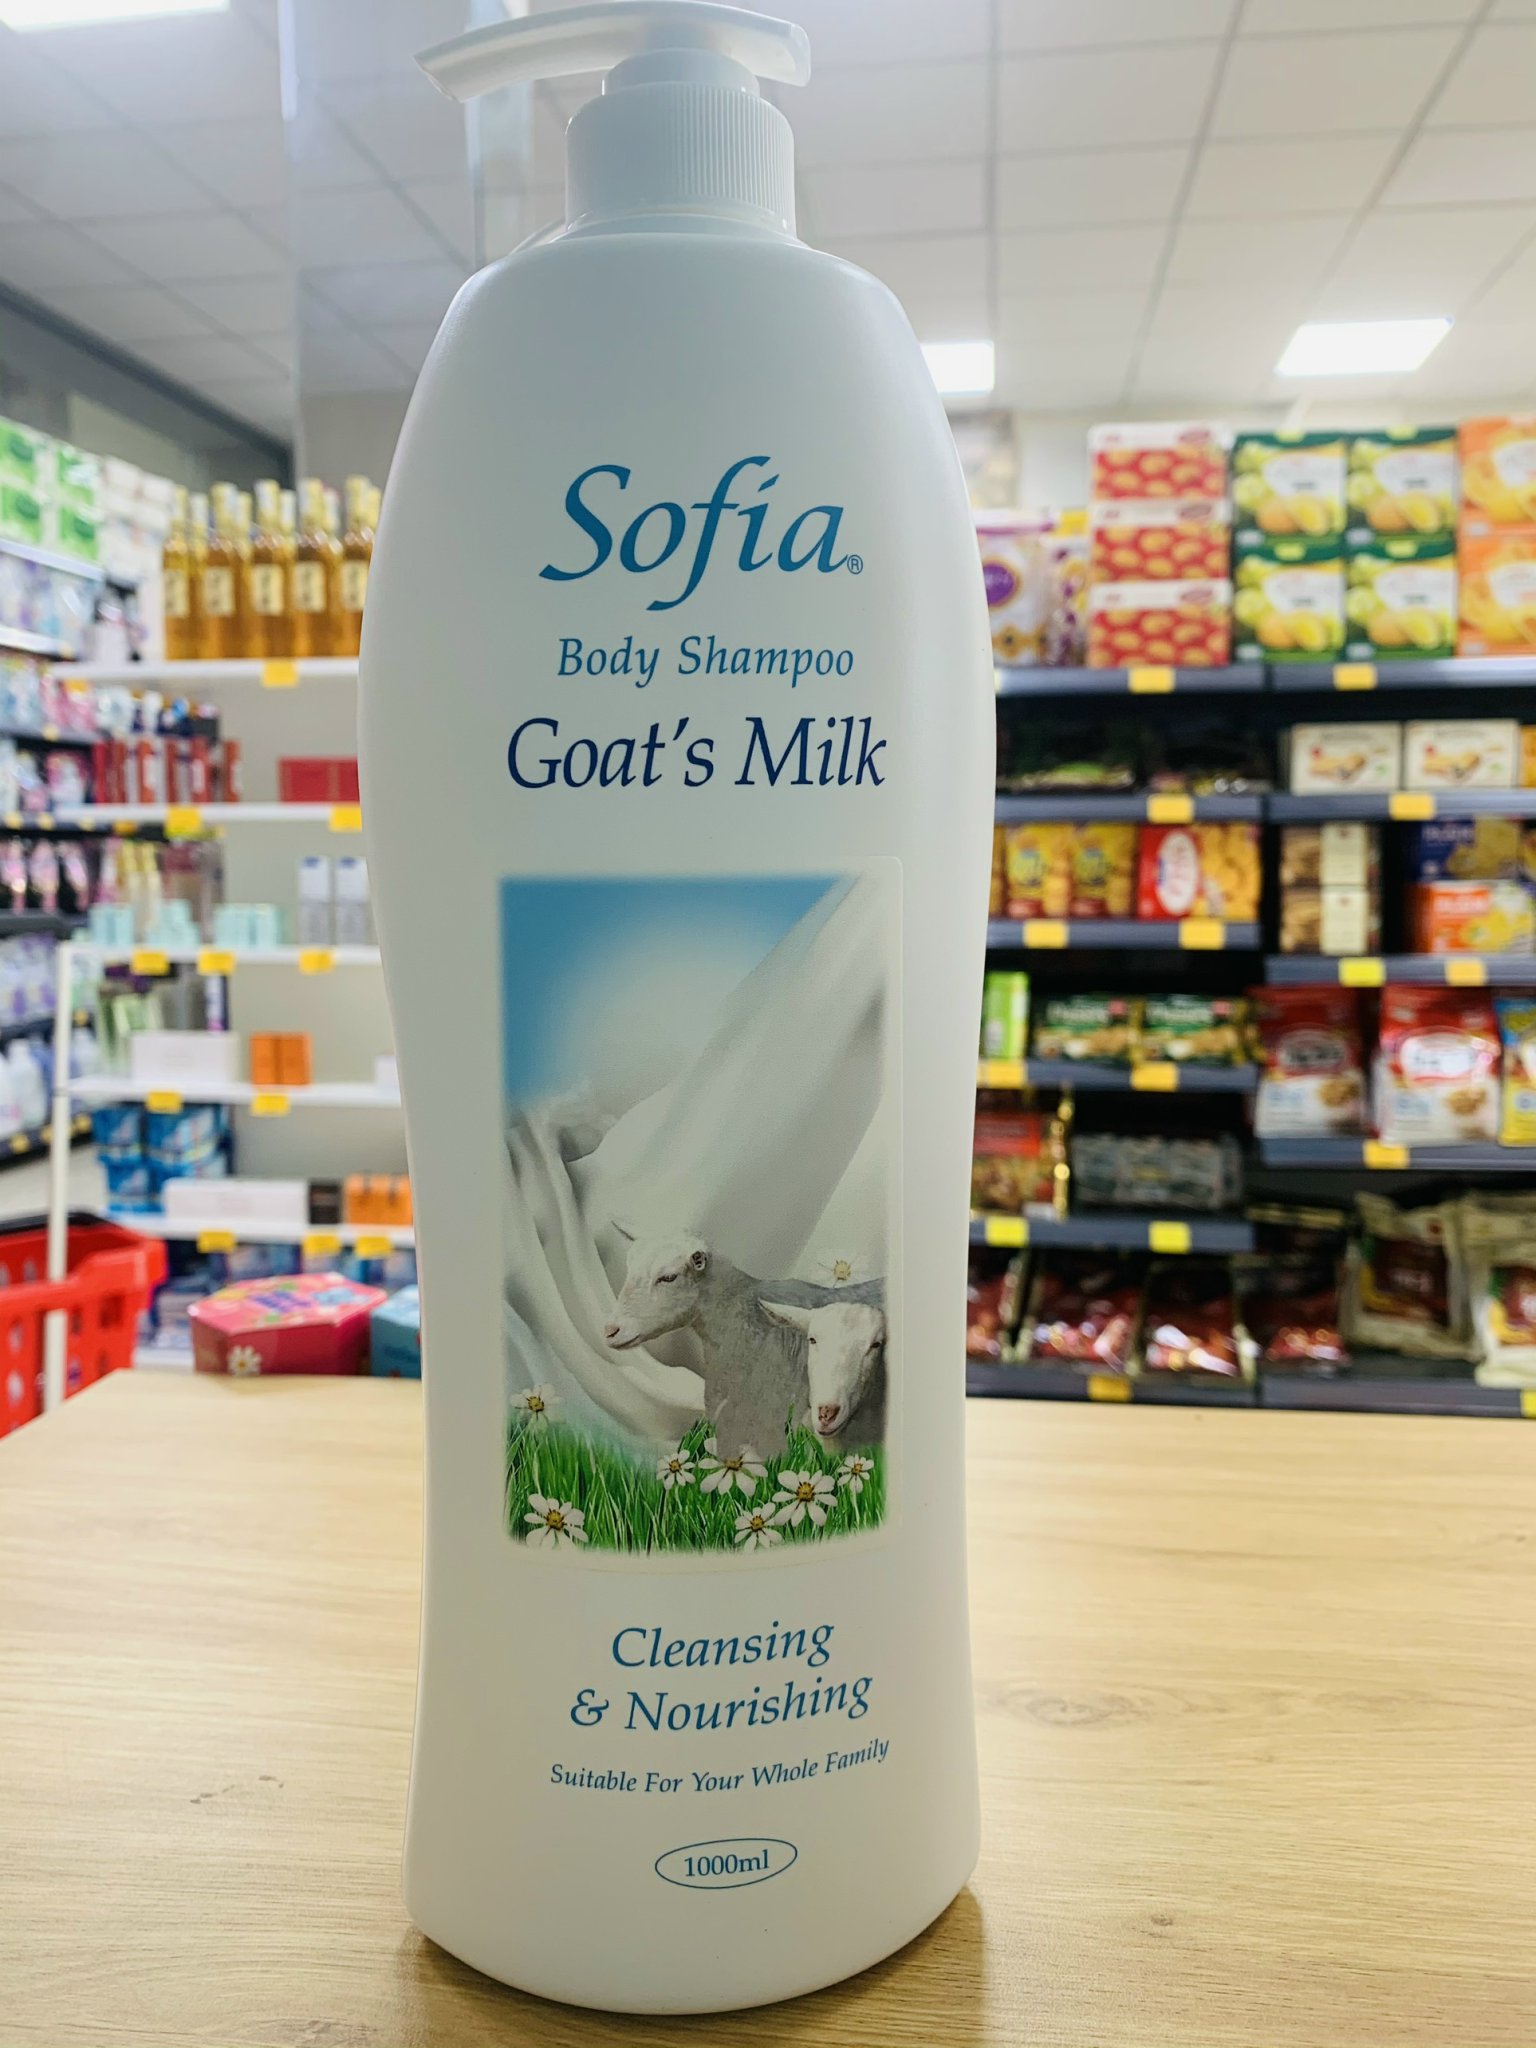 Sofia®
Body Shampoo
Goat's Milk
Cleansing
& Nourishing
Suitable For Your Whole Family
1000ml